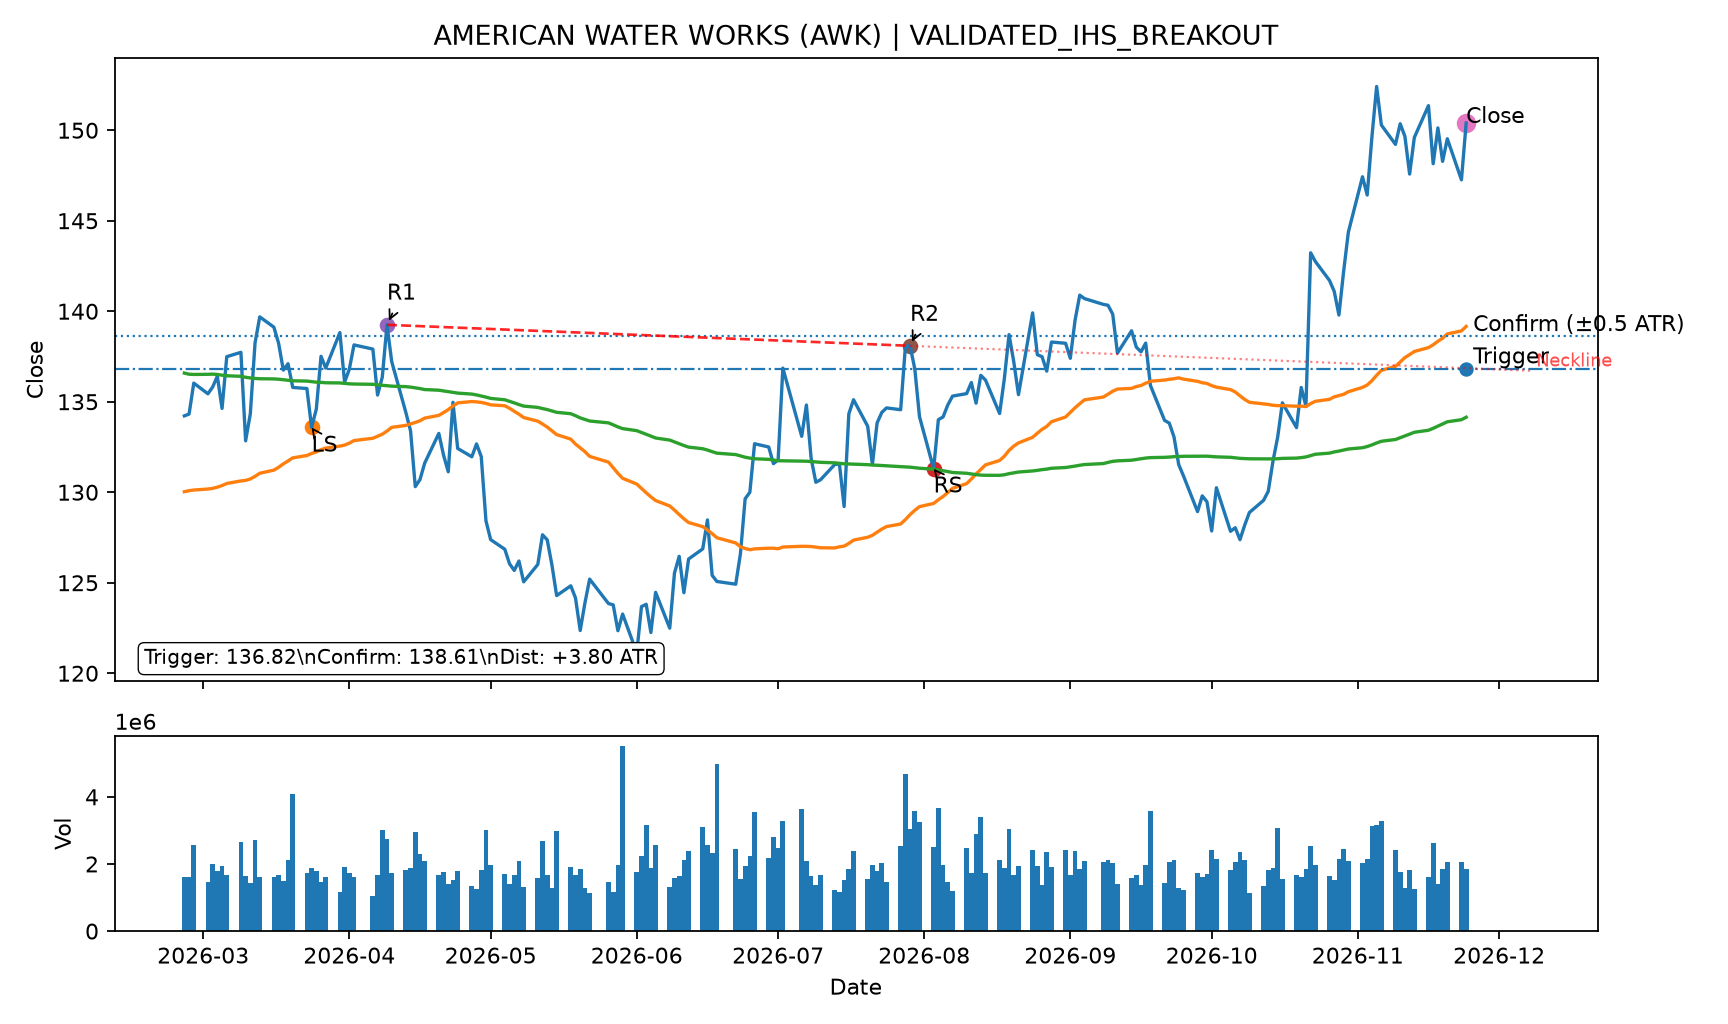 AMERICAN WATER WORKS (AWK) | VALIDATED_IHS_BREAKOUT
Close
150
145
140
135
130
125
120
R1
R2
LS
RS
Close
Confirm (±0.5 ATR)
Trigger
Neckline
Trigger: 136.82\nConfirm: 138.61\nDist: +3.80 ATR
1e6
Vol
4
2
0
2026-03
2026-04
2026-05
2026-06
2026-07
2026-08
2026-09
2026-10
2026-11
2026-12
Date